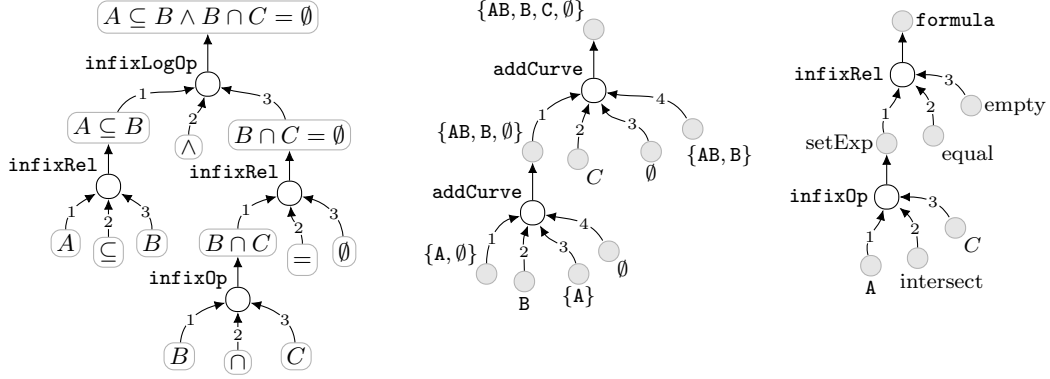 A ⊆ B ∧ B ∩ C = ∅
infixLogOp
1
2
3
A ⊆ B
∧
B ∩ C = ∅
infixRel
infixRel
1
2
3
1
2
3
A
⊆
B
B ∩ C
=
∅
infixOp
1
2
3
B
∩
C
{AB, B, C, ∅}
addCurve
1
2
3
4
{AB, B, ∅}
C
∅
{AB, B}
addCurve
1
2
3
4
{A, ∅}
B
{A}
∅
formula
infixRel
1
2
3
setExp
equal
empty
infixOp
1
2
3
A
intersect
C